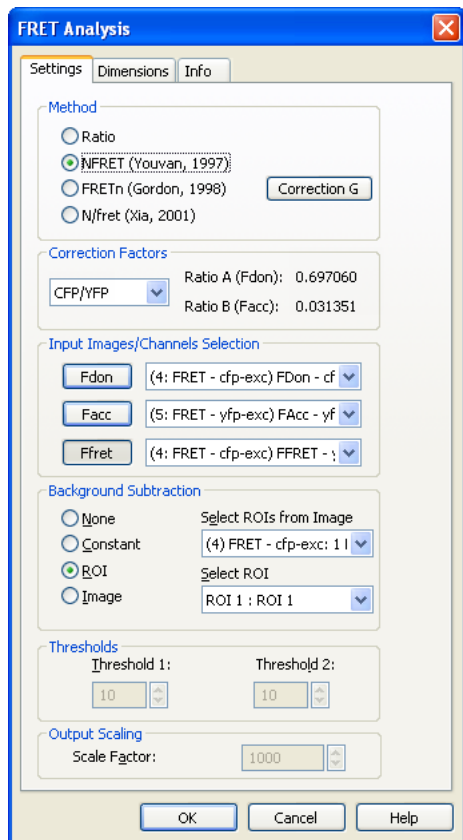 FRET Analysis
Settings Dimensions Info
Method
Ratio
NFRET (Youvan, 1997)
FRETn (Gordon, 1998) Correction G
N/fret (Xia, 2001)
Correction Factors
CFP/YFP
Ratio A (Fdon): 0.697060
Ratio B (Facc): 0.031351
Input Images/Channels Selection
Fdon (4: FRET - cfp-exc) FDon - cf
Facc (5: FRET - yfp-exc) FAcc - yf
Ffret (4: FRET - cfp-exc) FFRET - y
Background Subtraction
None
Constant
ROI
Image
Select ROIs from Image
(4) FRET - cfp-exc: 1
Select ROI
ROI 1 : ROI 1
Thresholds
Threshold 1: Threshold 2:
10 10
Output Scaling
Scale Factor: 1000
OK Cancel Help